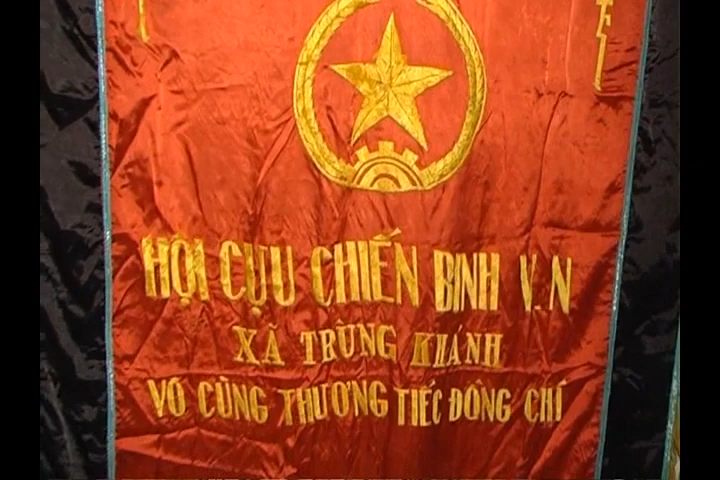 HỘI CỰU CHIẾN BINH V.N
XÃ TRÙNG KHÁNH
VÔ CÙNG THƯƠNG TIẾC ĐỒNG CHÍ